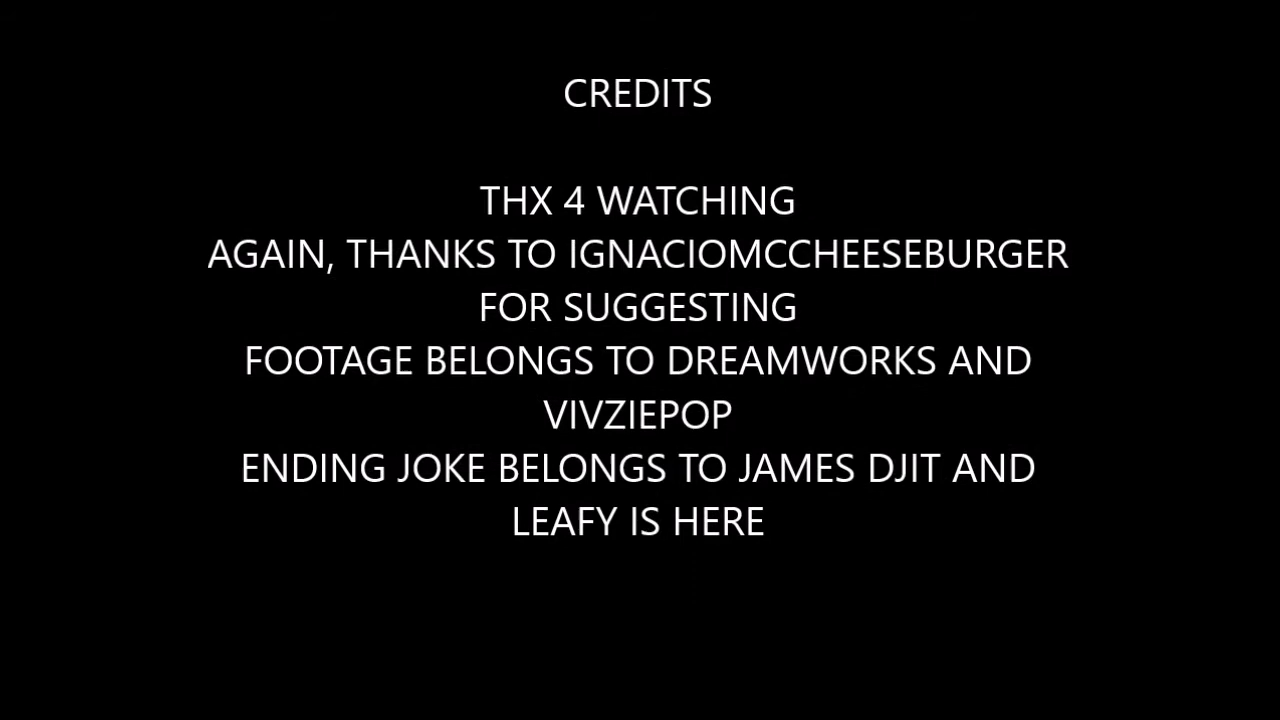 CREDITS
THX 4 WATCHING
AGAIN, THANKS TO IGNACIOMCCHEESEBURGER
FOR SUGGESTING
FOOTAGE BELONGS TO DREAMWORKS AND
VIVZIEPOP
ENDING JOKE BELONGS TO JAMES DJIT AND
LEAFY IS HERE